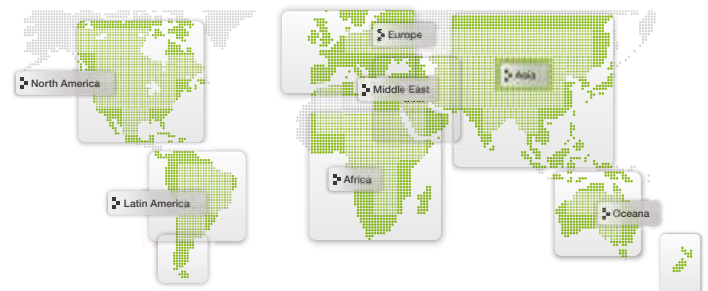 Europe
Asia
North America
Middle East
Africa
Latin America
Oceana